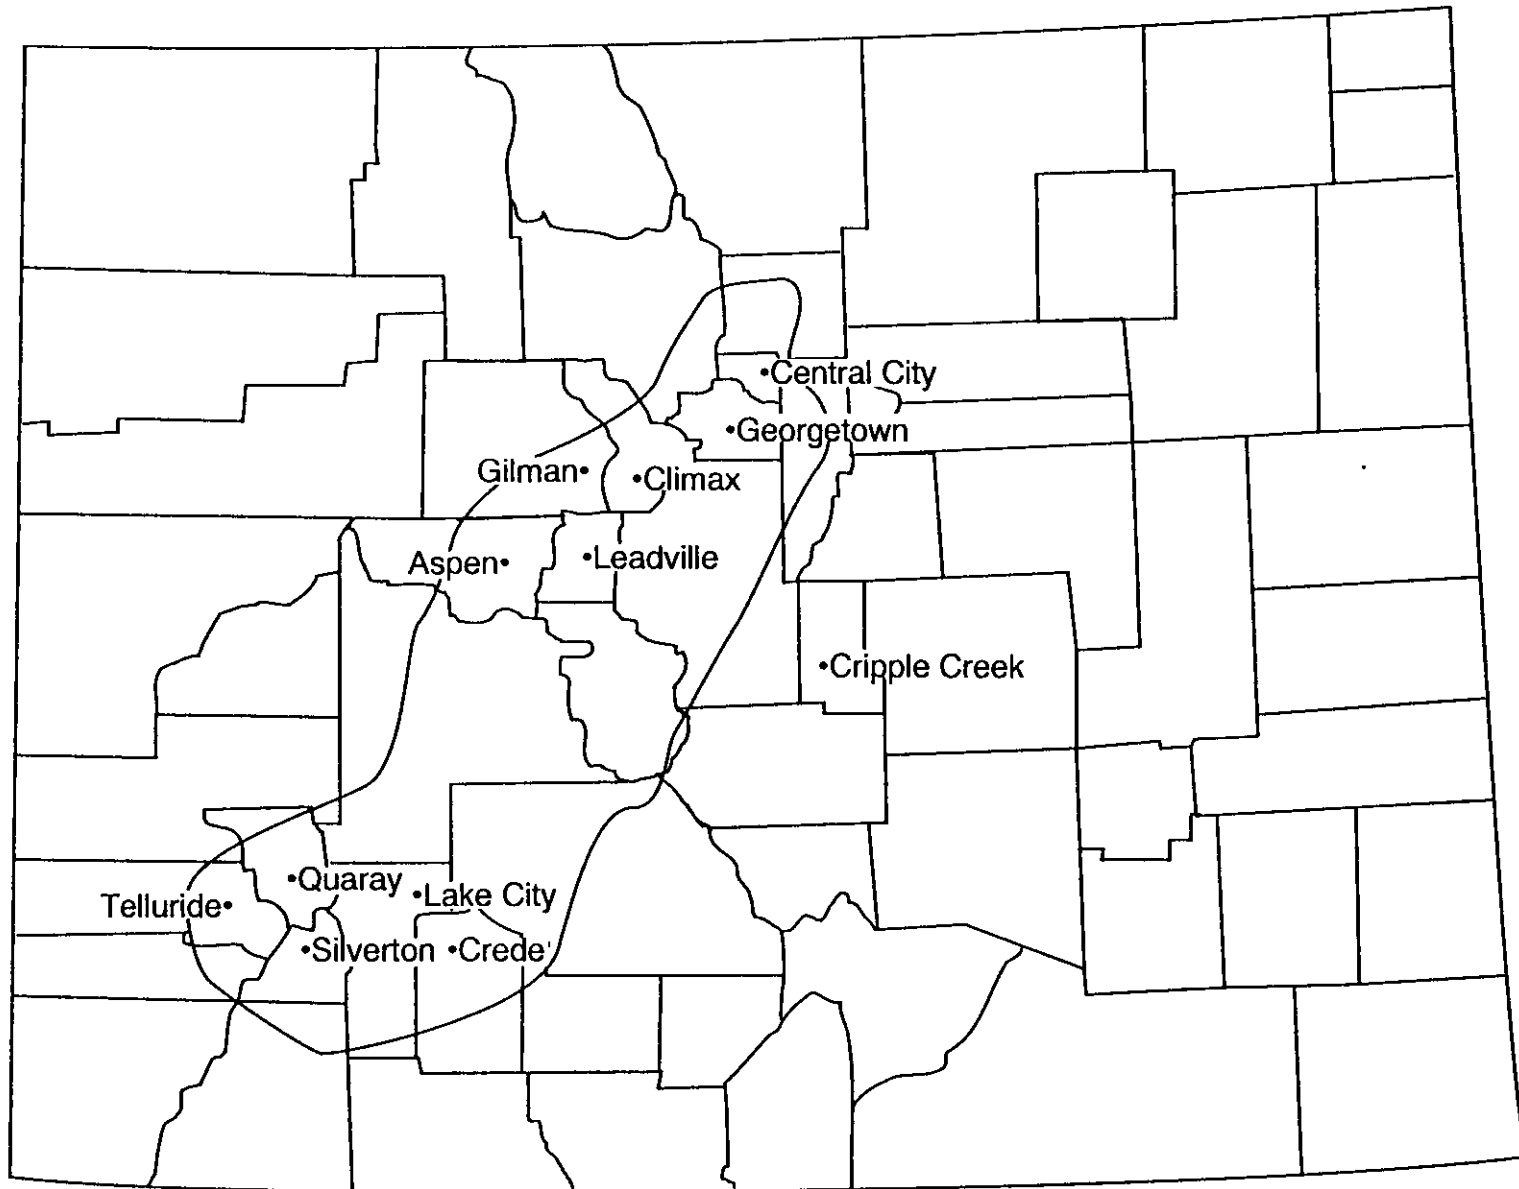 Central City
Georgetown
Gilman
Climax
Aspen
Leadville
Cripple Creek
Quaray
Lake City
Telluride
Silverton
Crede'